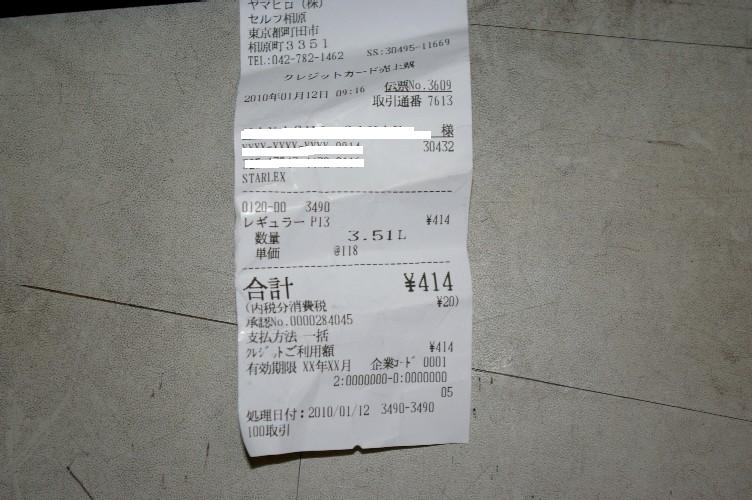 ヤマヒロ（株）
セルフ相原
東京都町田市
相原町３３５１
TEL:042-782-1462 SS:30495-11669
クレジットカード売上票
2010年01月12日 09:16 伝票No.3609
取引通番 7613
様
30432
STARLEX
0120-00 3490
レギュラー P13 ¥414
数量 3.51L
単価 @118
合計 ¥414
(内税分消費税 ¥20)
承認No.0000284045
支払方法 一括
クレジットご利用額 ¥414
有効期限 XX年XX月 企業コード 0001
2:0000000-0:0000000
05
処理日付：2010/01/12 3490-3490
100取引